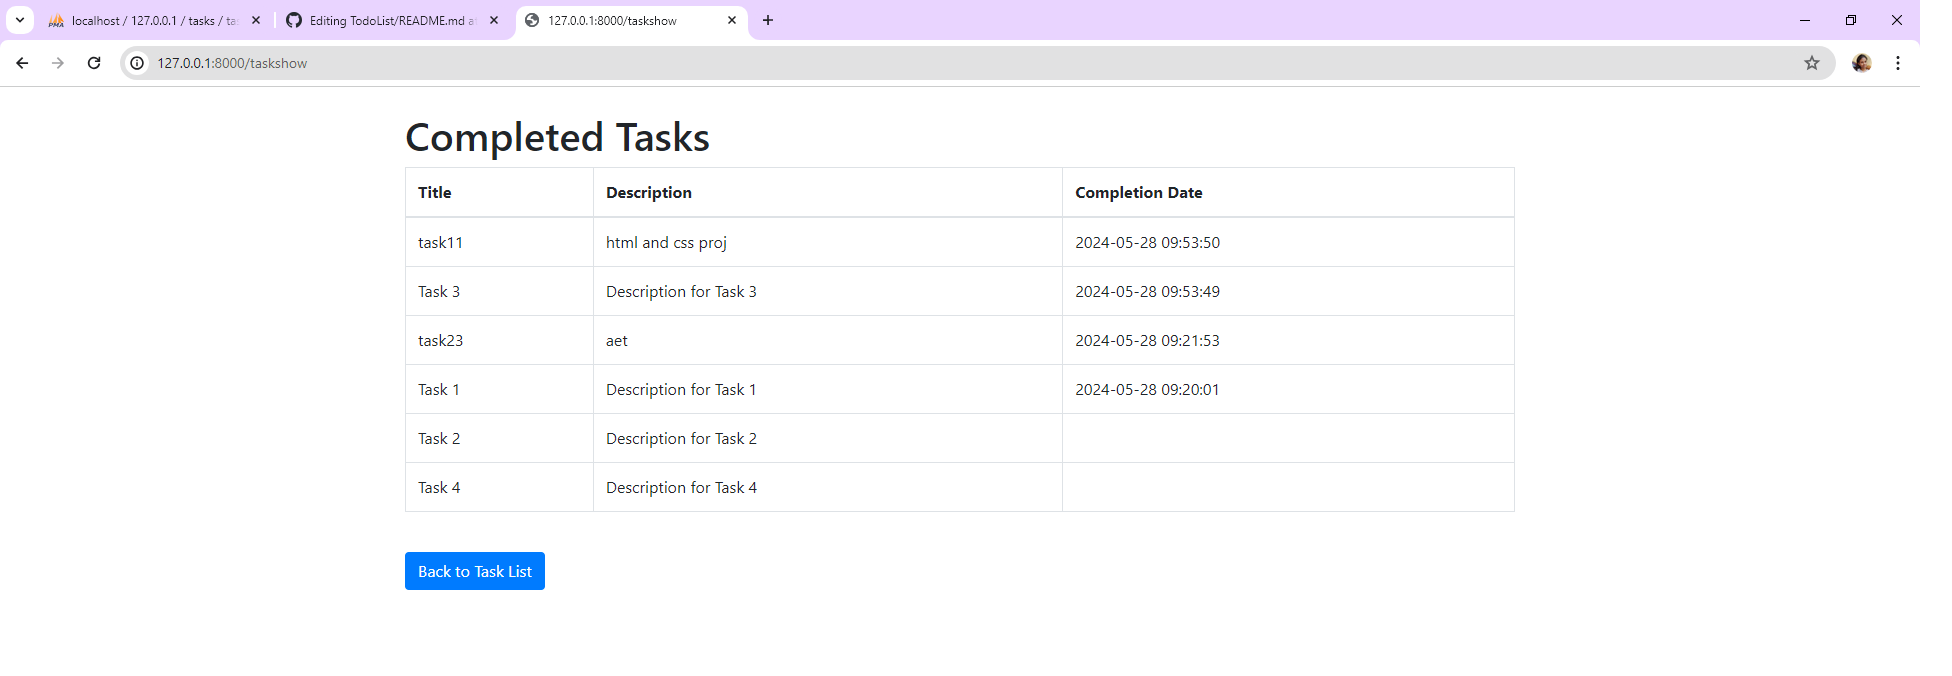 PMA localhost / 127.0.0.1 / tasks / ta
Editing TodoList/README.md a
127.0.0.1:8000/taskshow
127.0.0.1:8000/taskshow
Completed Tasks
Title Description Completion Date
task11 html and css proj 2024-05-28 09:53:50
Task 3 Description for Task 3 2024-05-28 09:53:49
task23 aet 2024-05-28 09:21:53
Task 1 Description for Task 1 2024-05-28 09:20:01
Task 2 Description for Task 2
Task 4 Description for Task 4
Back to Task List